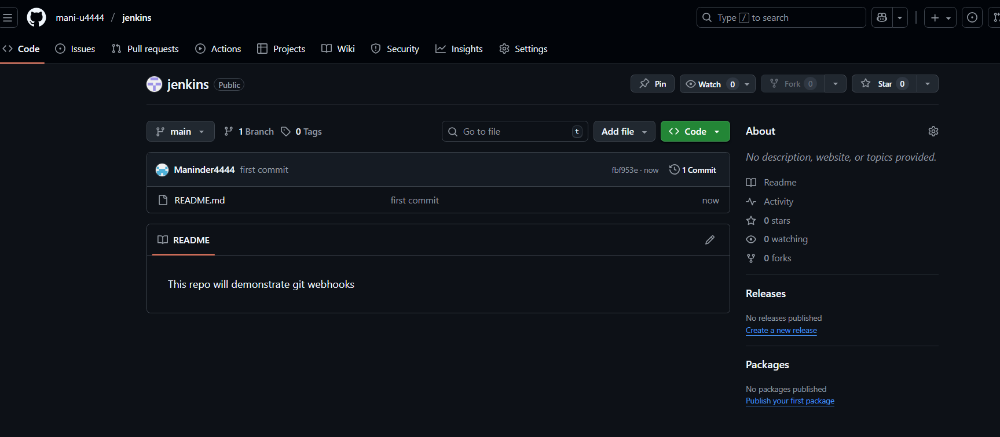 mani-u4444 / jenkins
Type / to search
Code Issues Pull requests Actions Projects Wiki Security Insights Settings
jenkins Public
Pin Watch 0 Fork 0 Star 0
main 1 Branch 0 Tags Go to file t Add file Code
Maninder4444 first commit fbf953e · now 1 Commit
README.md first commit now
README
This repo will demonstrate git webhooks
About
No description, website, or topics provided.
Readme
Activity
0 stars
0 watching
0 forks
Releases
No releases published
Create a new release
Packages
No packages published
Publish your first package